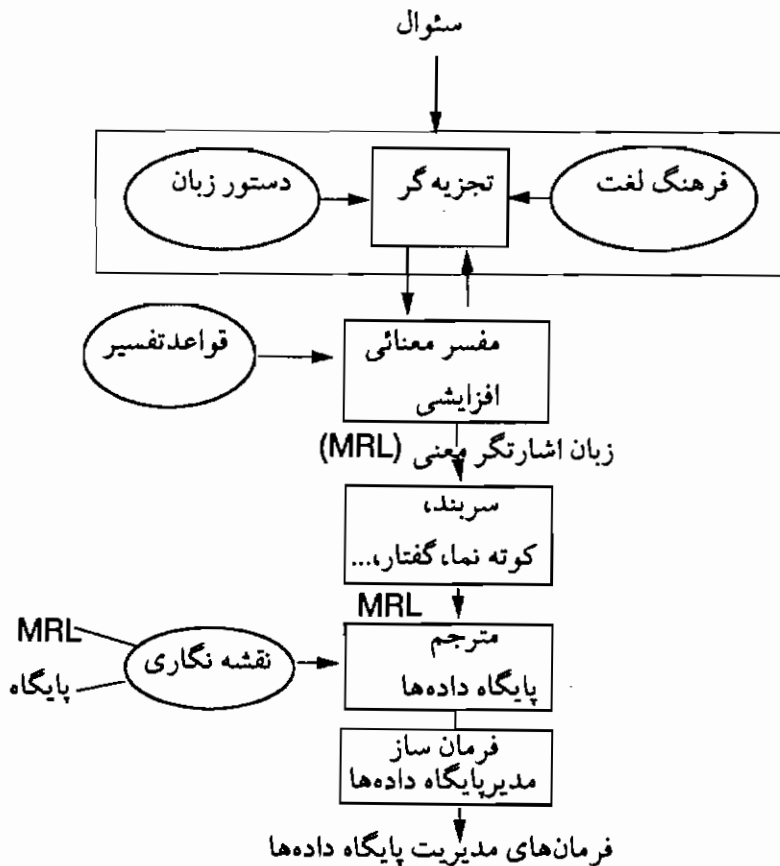 سئوال
فرهنگ لغت
تجزیه‌گر
دستور زبان
قواعدتفسیر
مفسر معنائی
افزایشی
زبان اشارتگر معنی (MRL)
سربند،
کوته نما،گفتار،...
MRL
مترجم
پایگاه داده‌ها
نقشه نگاری
MRL
پایگاه
فرمان ساز
مدیرپایگاه داده‌ها
فرمان‌های مدیریت پایگاه داده‌ها